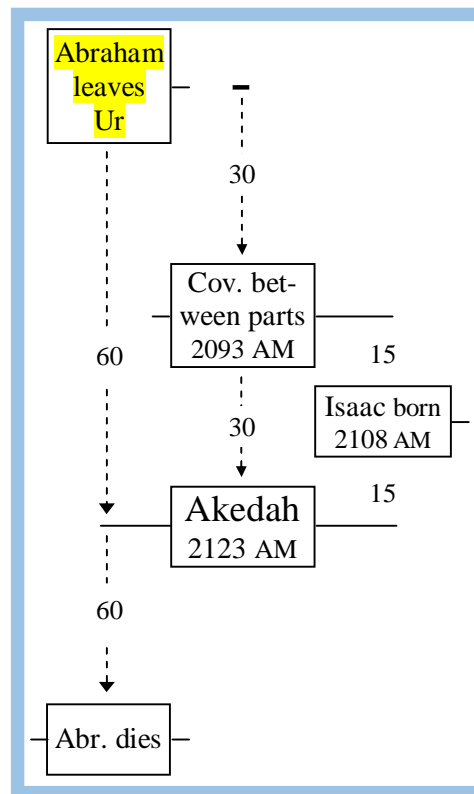 Abraham
leaves
Ur
30
Cov. bet-
ween parts
2093 AM
60
15
Isaac born
2108 AM
30
15
Akedah
2123 AM
60
Abr. dies